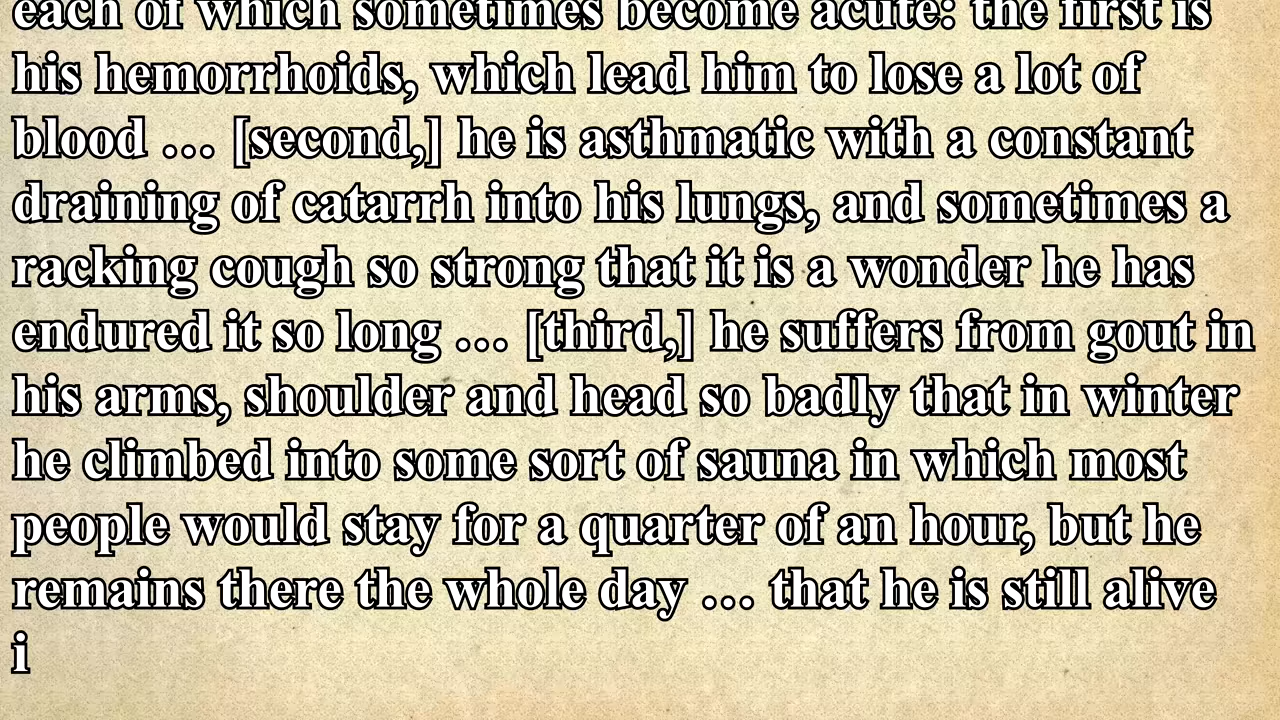 each of which sometimes become acute: the first is
his hemorrhoids, which lead him to lose a lot of
blood … [second,] he is asthmatic with a constant
draining of catarrh into his lungs, and sometimes a
racking cough so strong that it is a wonder he has
endured it so long … [third,] he suffers from gout in
his arms, shoulder and head so badly that in winter
he climbed into some sort of sauna in which most
people would stay for a quarter of an hour, but he
remains there the whole day … that he is still alive
i